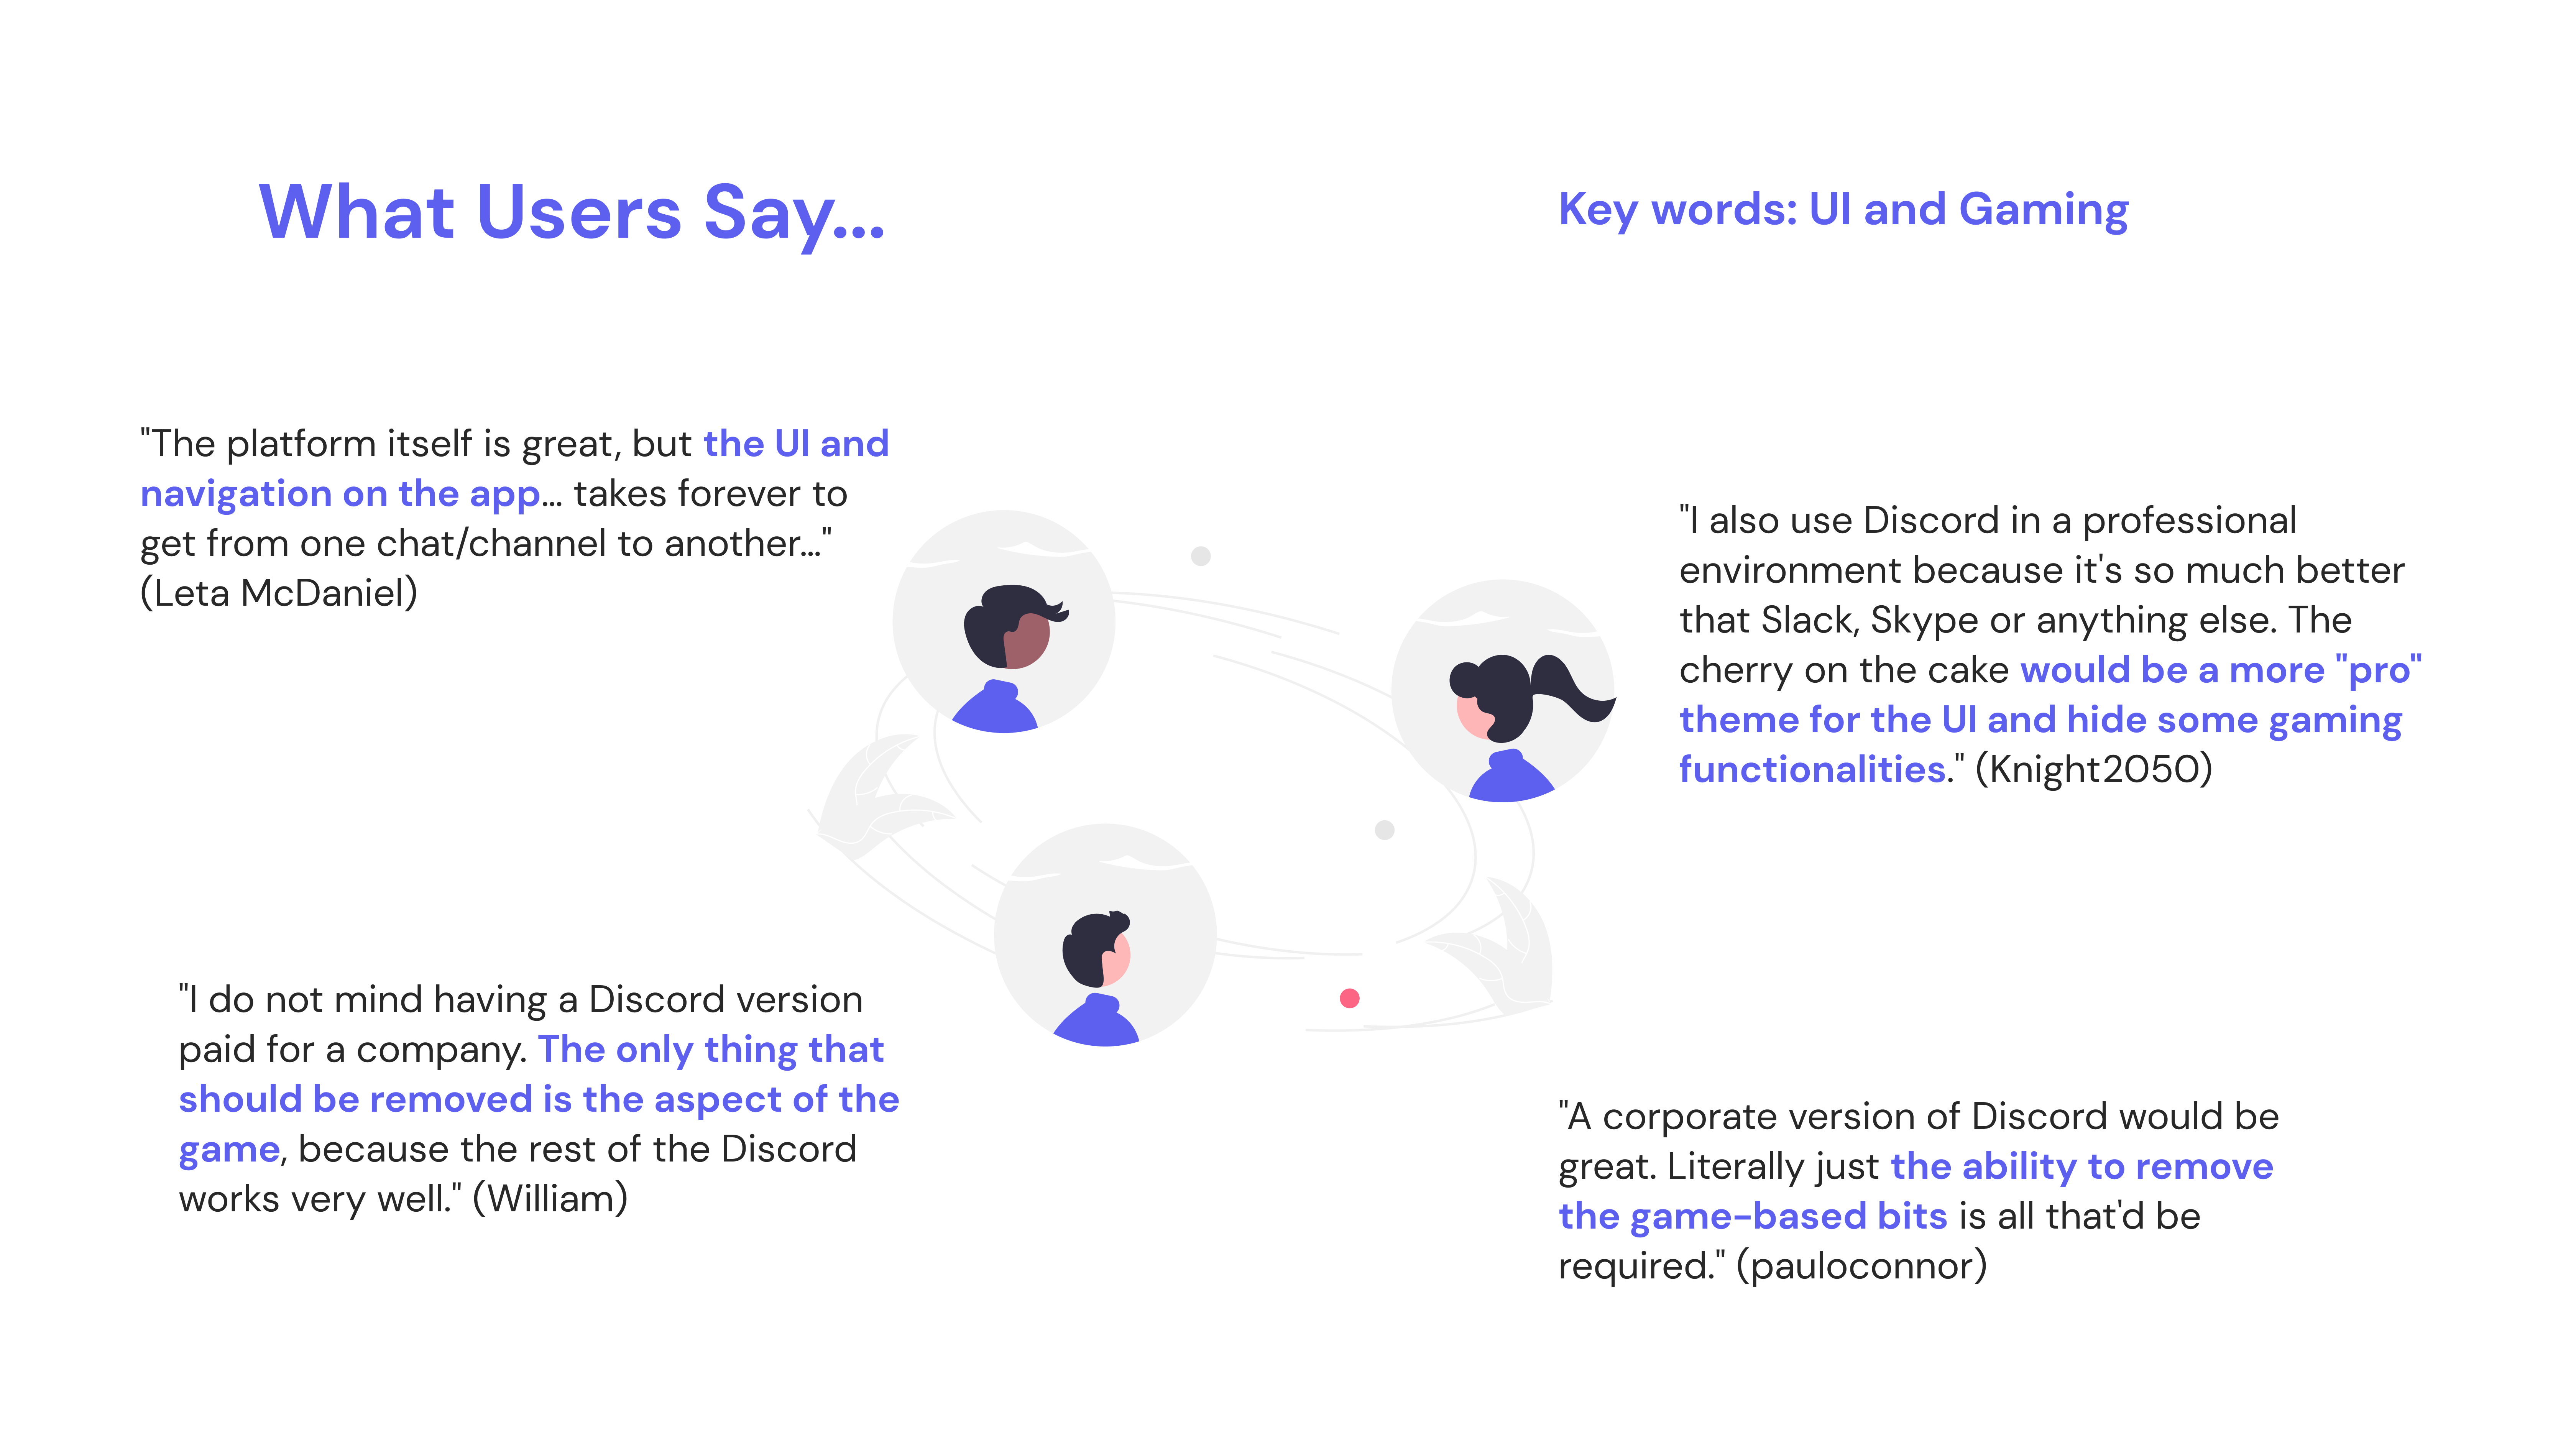 What Users Say...
Key words: UI and Gaming
"The platform itself is great, but the UI and
navigation on the app... takes forever to
get from one chat/channel to another..."
(Leta McDaniel)
"I also use Discord in a professional
environment because it's so much better
that Slack, Skype or anything else. The
cherry on the cake would be a more "pro"
theme for the UI and hide some gaming
functionalities." (Knight2050)
"I do not mind having a Discord version
paid for a company. The only thing that
should be removed is the aspect of the
game, because the rest of the Discord
works very well." (William)
"A corporate version of Discord would be
great. Literally just the ability to remove
the game-based bits is all that'd be
required." (pauloconnor)